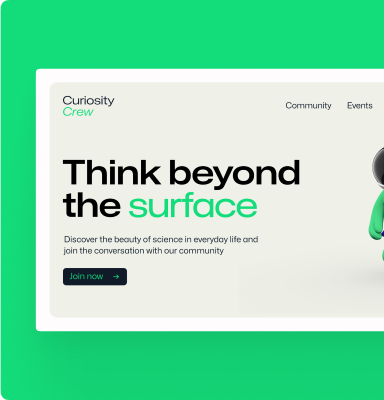 Curiosity
Crew
Community Events
Think beyond
the surface
Discover the beauty of science in everyday life and
join the conversation with our community
Join now →